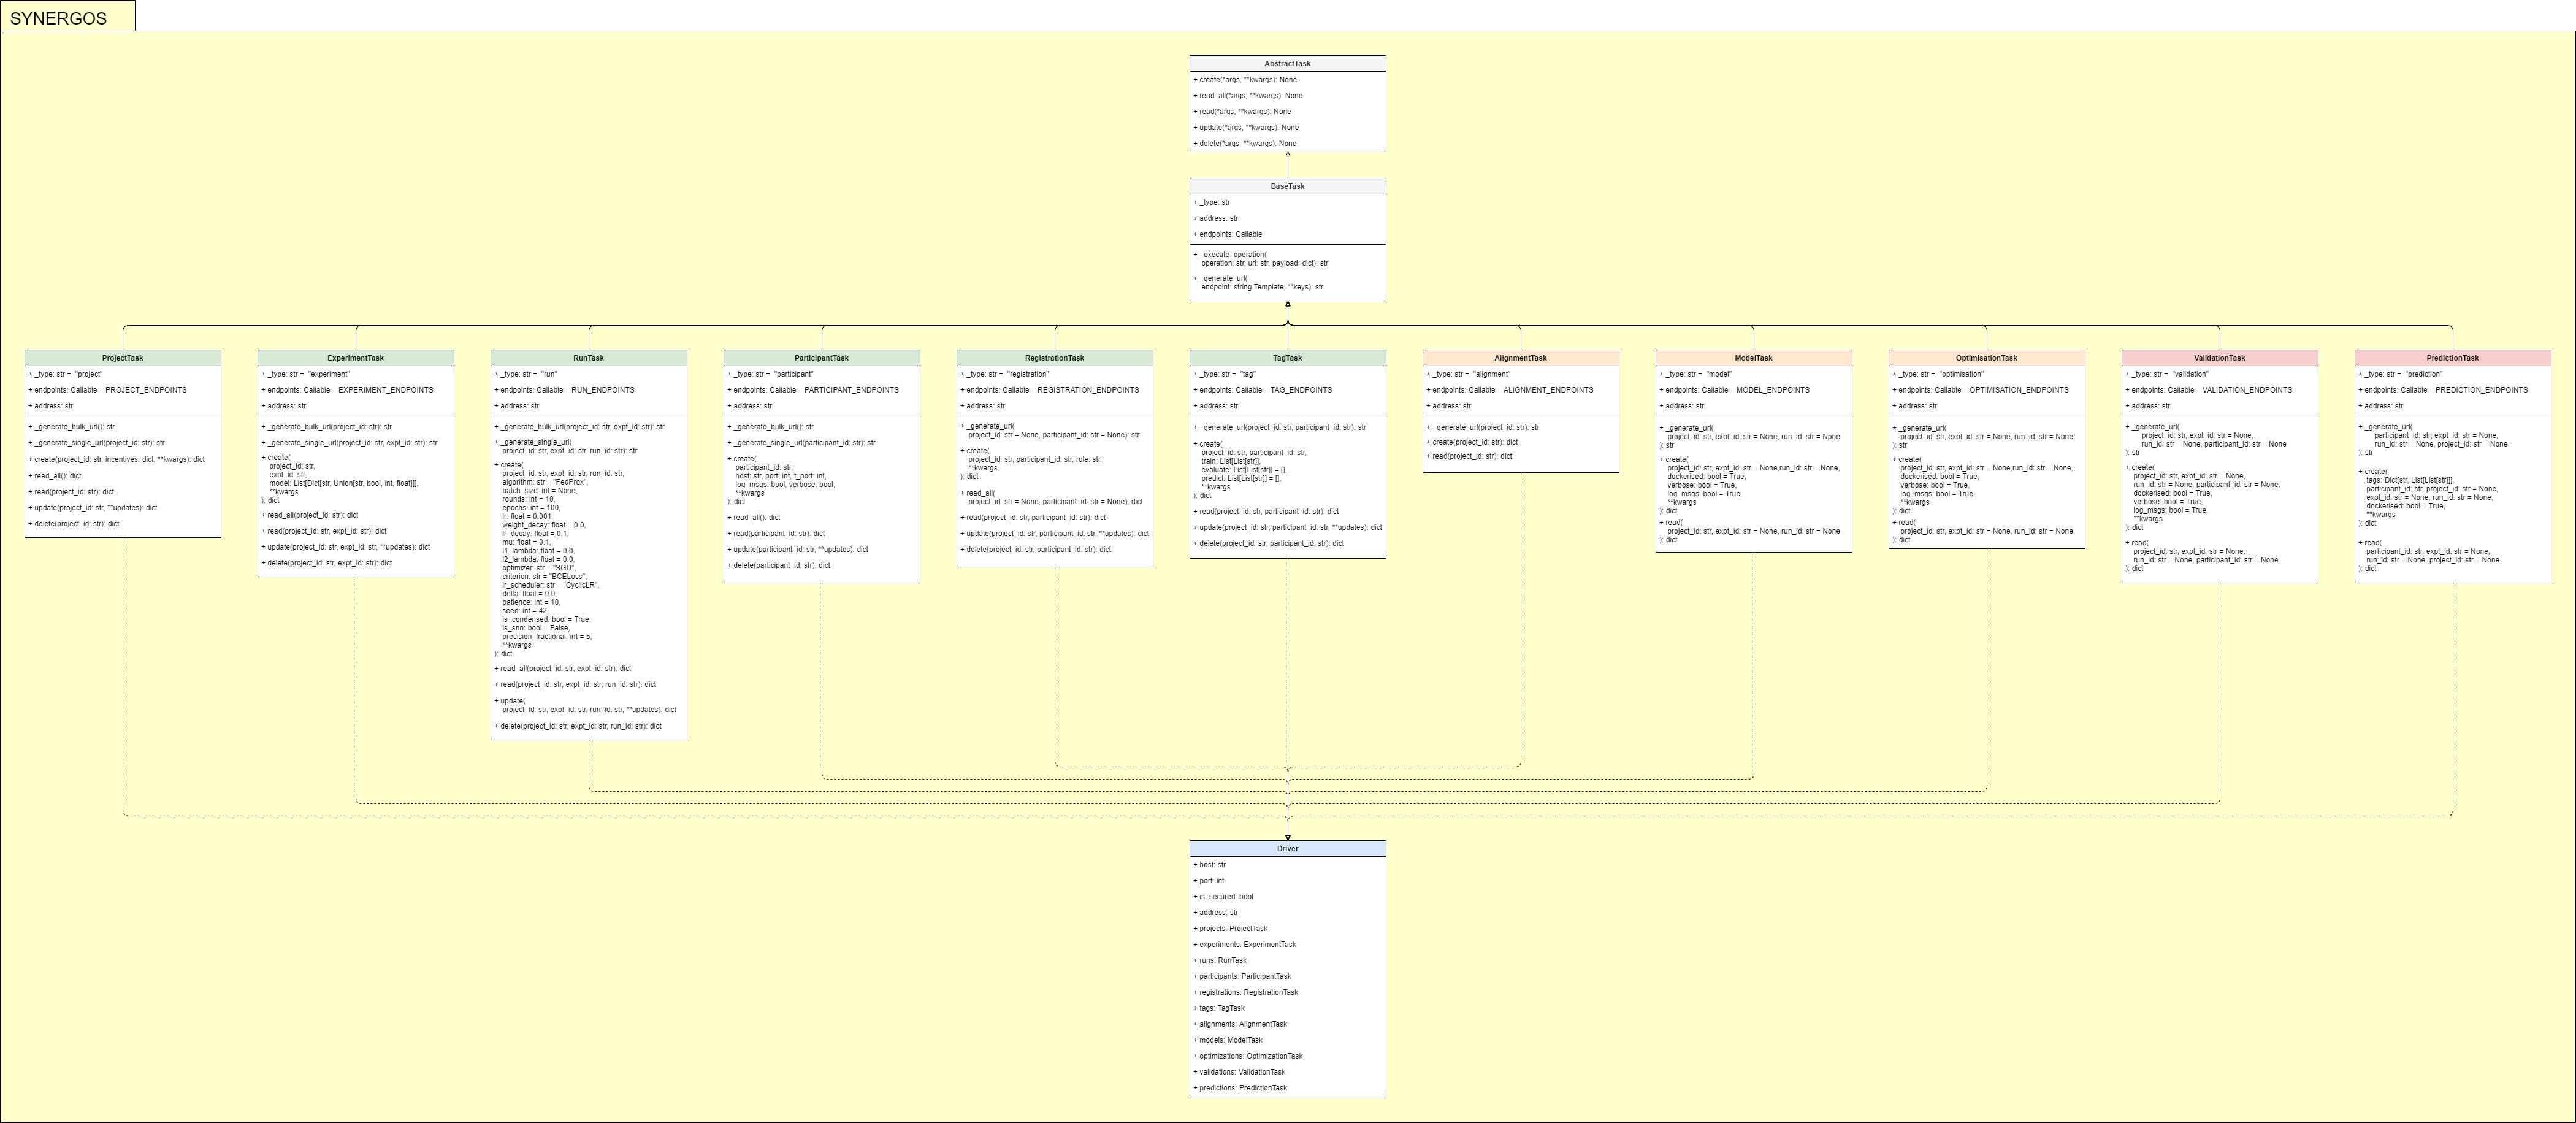 SYNERGOS
AbstractTask
+ create(*args, **kwargs): None
+ read_all(*args, **kwargs): None
+ read(*args, **kwargs): None
+ update(*args, **kwargs): None
+ delete(*args, **kwargs): None
BaseTask
+ _type: str
+ address: str
+ endpoints: Callable
+ _execute_operation(
operation: str, url: str, payload: dict): str
+ _generate_url(
endpoint: string.Template, **keys): str
ProjectTask
+ _type: str = "project"
+ endpoints: Callable = PROJECT_ENDPOINTS
+ address: str
+ _generate_bulk_url(): str
+ _generate_single_url(project_id: str): str
+ create(project_id: str, incentives: dict, **kwargs): dict
+ read_all(): dict
+ read(project_id: str): dict
+ update(project_id: str, **updates): dict
+ delete(project_id: str): dict
ExperimentTask
+ _type: str = "experiment"
+ endpoints: Callable = EXPERIMENT_ENDPOINTS
+ address: str
+ _generate_bulk_url(project_id: str): str
+ _generate_single_url(project_id: str, expt_id: str): str
+ create(
project_id: str,
expt_id: str,
model: List[Dict[str, Union[str, bool, int, float]]],
**kwargs
): dict
+ read_all(project_id: str): dict
+ read(project_id: str, expt_id: str): dict
+ update(project_id: str, expt_id: str, **updates): dict
+ delete(project_id: str, expt_id: str): dict
RunTask
+ _type: str = "run"
+ endpoints: Callable = RUN_ENDPOINTS
+ address: str
+ _generate_bulk_url(project_id: str, expt_id: str): str
+ _generate_single_url(
project_id: str, expt_id: str, run_id: str): str
+ create(
project_id: str, expt_id: str, run_id: str,
algorithm: str = "FedProx",
batch_size: int = None,
rounds: int = 10,
epochs: int = 100,
lr: float = 0.001,
weight_decay: float = 0.0,
lr_decay: float = 0.1,
mu: float = 0.1,
l1_lambda: float = 0.0,
l2_lambda: float = 0.0,
optimizer: str = "SGD",
criterion: str = "BCELoss",
lr_scheduler: str = "CyclicLR",
delta: float = 0.0,
patience: int = 10,
seed: int = 42,
is_condensed: bool = True,
is_snn: bool = False,
precision_fractional: int = 5,
**kwargs
): dict
+ read_all(project_id: str, expt_id: str): dict
+ read(project_id: str, expt_id: str, run_id: str): dict
+ update(
project_id: str, expt_id: str, run_id: str, **updates): dict
+ delete(project_id: str, expt_id: str, run_id: str): dict
ParticipantTask
+ _type: str = "participant"
+ endpoints: Callable = PARTICIPANT_ENDPOINTS
+ address: str
+ _generate_bulk_url(): str
+ _generate_single_url(participant_id: str): str
+ create(
participant_id: str,
host: str, port: int, f_port: int,
log_msgs: bool, verbose: bool,
**kwargs
): dict
+ read_all(): dict
+ read(participant_id: str): dict
+ update(participant_id: str, **updates): dict
+ delete(participant_id: str): dict
RegistrationTask
+ _type: str = "registration"
+ endpoints: Callable = REGISTRATION_ENDPOINTS
+ address: str
+ _generate_url(
project_id: str = None, participant_id: str = None): str
+ create(
project_id: str, participant_id: str, role: str,
**kwargs
): dict
+ read_all(
project_id: str = None, participant_id: str = None): dict
+ read(project_id: str, participant_id: str): dict
+ update(project_id: str, participant_id: str, **updates): dict
+ delete(project_id: str, participant_id: str): dict
TagTask
+ _type: str = "tag"
+ endpoints: Callable = TAG_ENDPOINTS
+ address: str
+ _generate_url(project_id: str, participant_id: str): str
+ create(
project_id: str, participant_id: str,
train: List[List[str]],
evaluate: List[List[str]] = [],
predict: List[List[str]] = [],
**kwargs
): dict
+ read(project_id: str, participant_id: str): dict
+ update(project_id: str, participant_id: str, **updates): dict
+ delete(project_id: str, participant_id: str): dict
AlignmentTask
+ _type: str = "alignment"
+ endpoints: Callable = ALIGNMENT_ENDPOINTS
+ address: str
+ _generate_url(project_id: str): str
+ create(project_id: str): dict
+ read(project_id: str): dict
ModelTask
+ _type: str = "model"
+ endpoints: Callable = MODEL_ENDPOINTS
+ address: str
+ _generate_url(
project_id: str, expt_id: str = None, run_id: str = None
): str
+ create(
project_id: str, expt_id: str = None,run_id: str = None,
dockerised: bool = True,
verbose: bool = True,
log_msgs: bool = True,
**kwargs
): dict
+ read(
project_id: str, expt_id: str = None, run_id: str = None
): dict
OptimisationTask
+ _type: str = "optimisation"
+ endpoints: Callable = OPTIMISATION_ENDPOINTS
+ address: str
+ _generate_url(
project_id: str, expt_id: str = None, run_id: str = None
): str
+ create(
project_id: str, expt_id: str = None,run_id: str = None,
dockerised: bool = True,
verbose: bool = True,
log_msgs: bool = True,
**kwargs
): dict
+ read(
project_id: str, expt_id: str = None, run_id: str = None
): dict
ValidationTask
+ _type: str = "validation"
+ endpoints: Callable = VALIDATION_ENDPOINTS
+ address: str
+ _generate_url(
project_id: str, expt_id: str = None,
run_id: str = None, participant_id: str = None
): str
+ create(
project_id: str, expt_id: str = None,
run_id: str = None, participant_id: str = None,
dockerised: bool = True,
verbose: bool = True,
log_msgs: bool = True,
**kwargs
): dict
+ read(
project_id: str, expt_id: str = None,
run_id: str = None, participant_id: str = None
): dict
PredictionTask
+ _type: str = "prediction"
+ endpoints: Callable = PREDICTION_ENDPOINTS
+ address: str
+ _generate_url(
participant_id: str, expt_id: str = None,
run_id: str = None, project_id: str = None
): str
+ create(
tags: Dict[str, List[List[str]]],
participant_id: str, project_id: str = None,
expt_id: str = None, run_id: str = None,
dockerised: bool = True,
**kwargs
): dict
+ read(
participant_id: str, expt_id: str = None,
run_id: str = None, project_id: str = None
): dict
Driver
+ host: str
+ port: int
+ is_secured: bool
+ address: str
+ projects: ProjectTask
+ experiments: ExperimentTask
+ runs: RunTask
+ participants: ParticipantTask
+ registrations: RegistrationTask
+ tags: TagTask
+ alignments: AlignmentTask
+ models: ModelTask
+ optimizations: OptimizationTask
+ validations: ValidationTask
+ predictions: PredictionTask